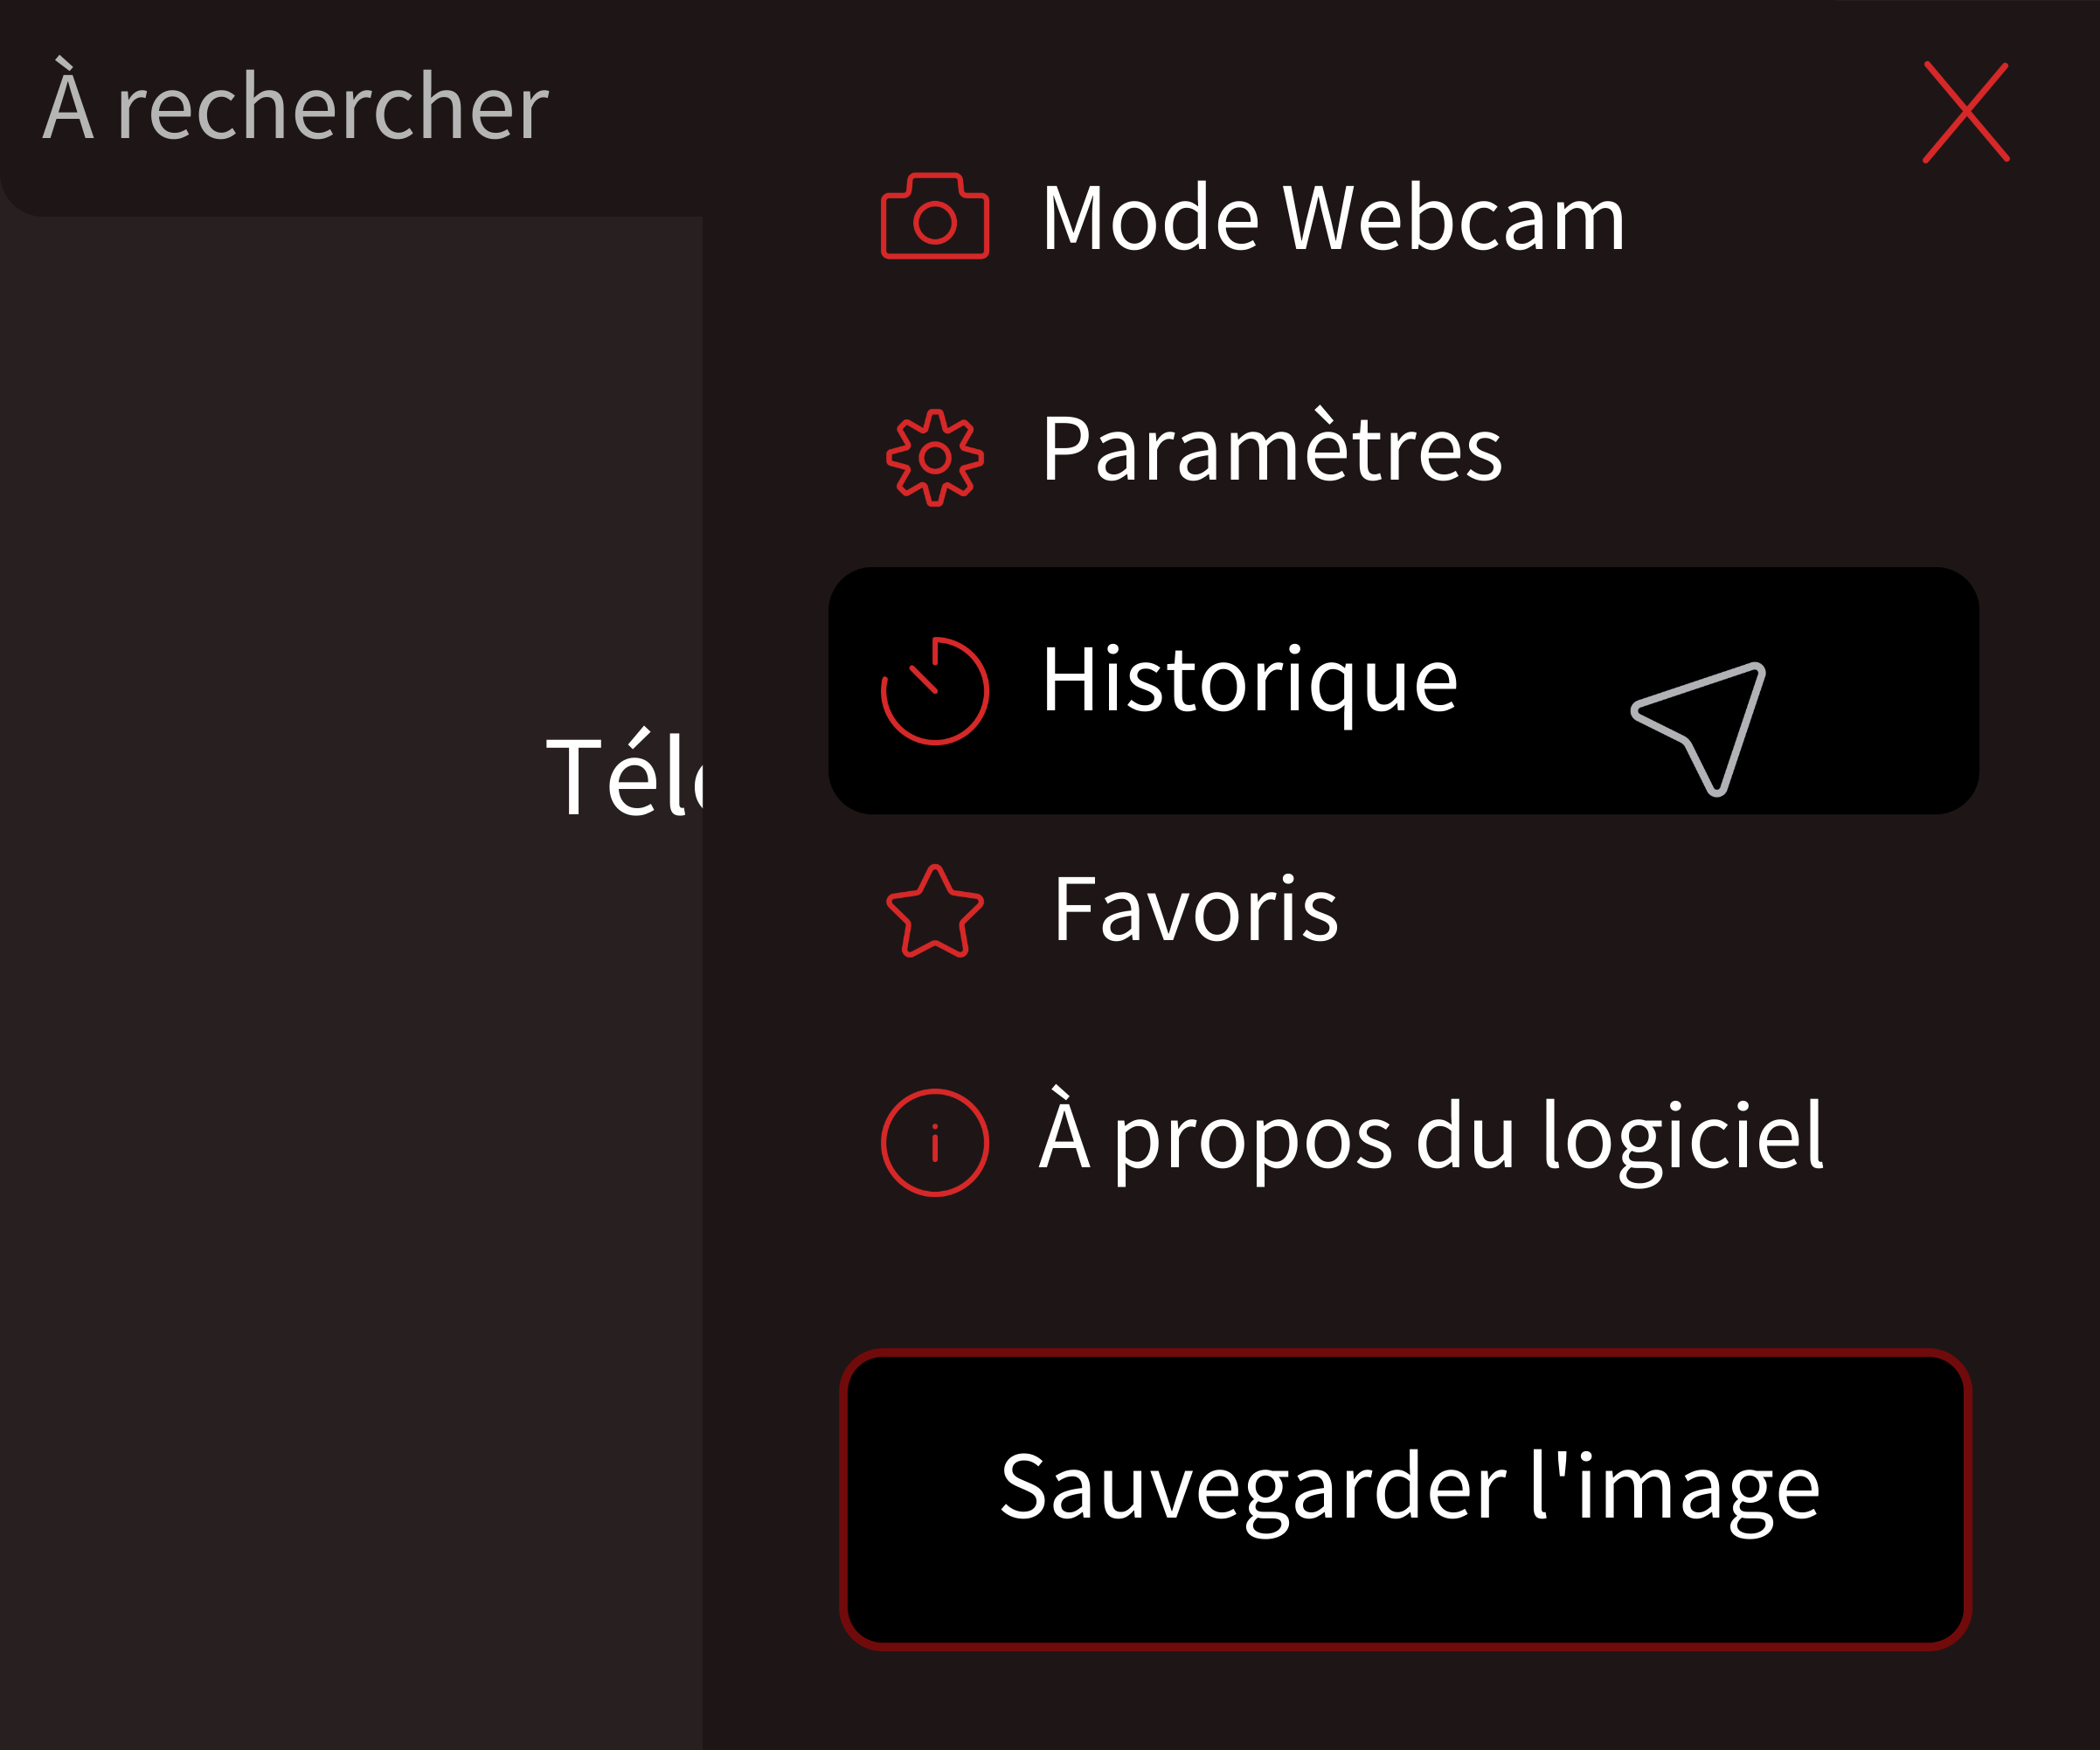 À rechercher
Mode Webcam
Paramètres
Historique
Favoris
À propos du logiciel
Sauvegarder l'image